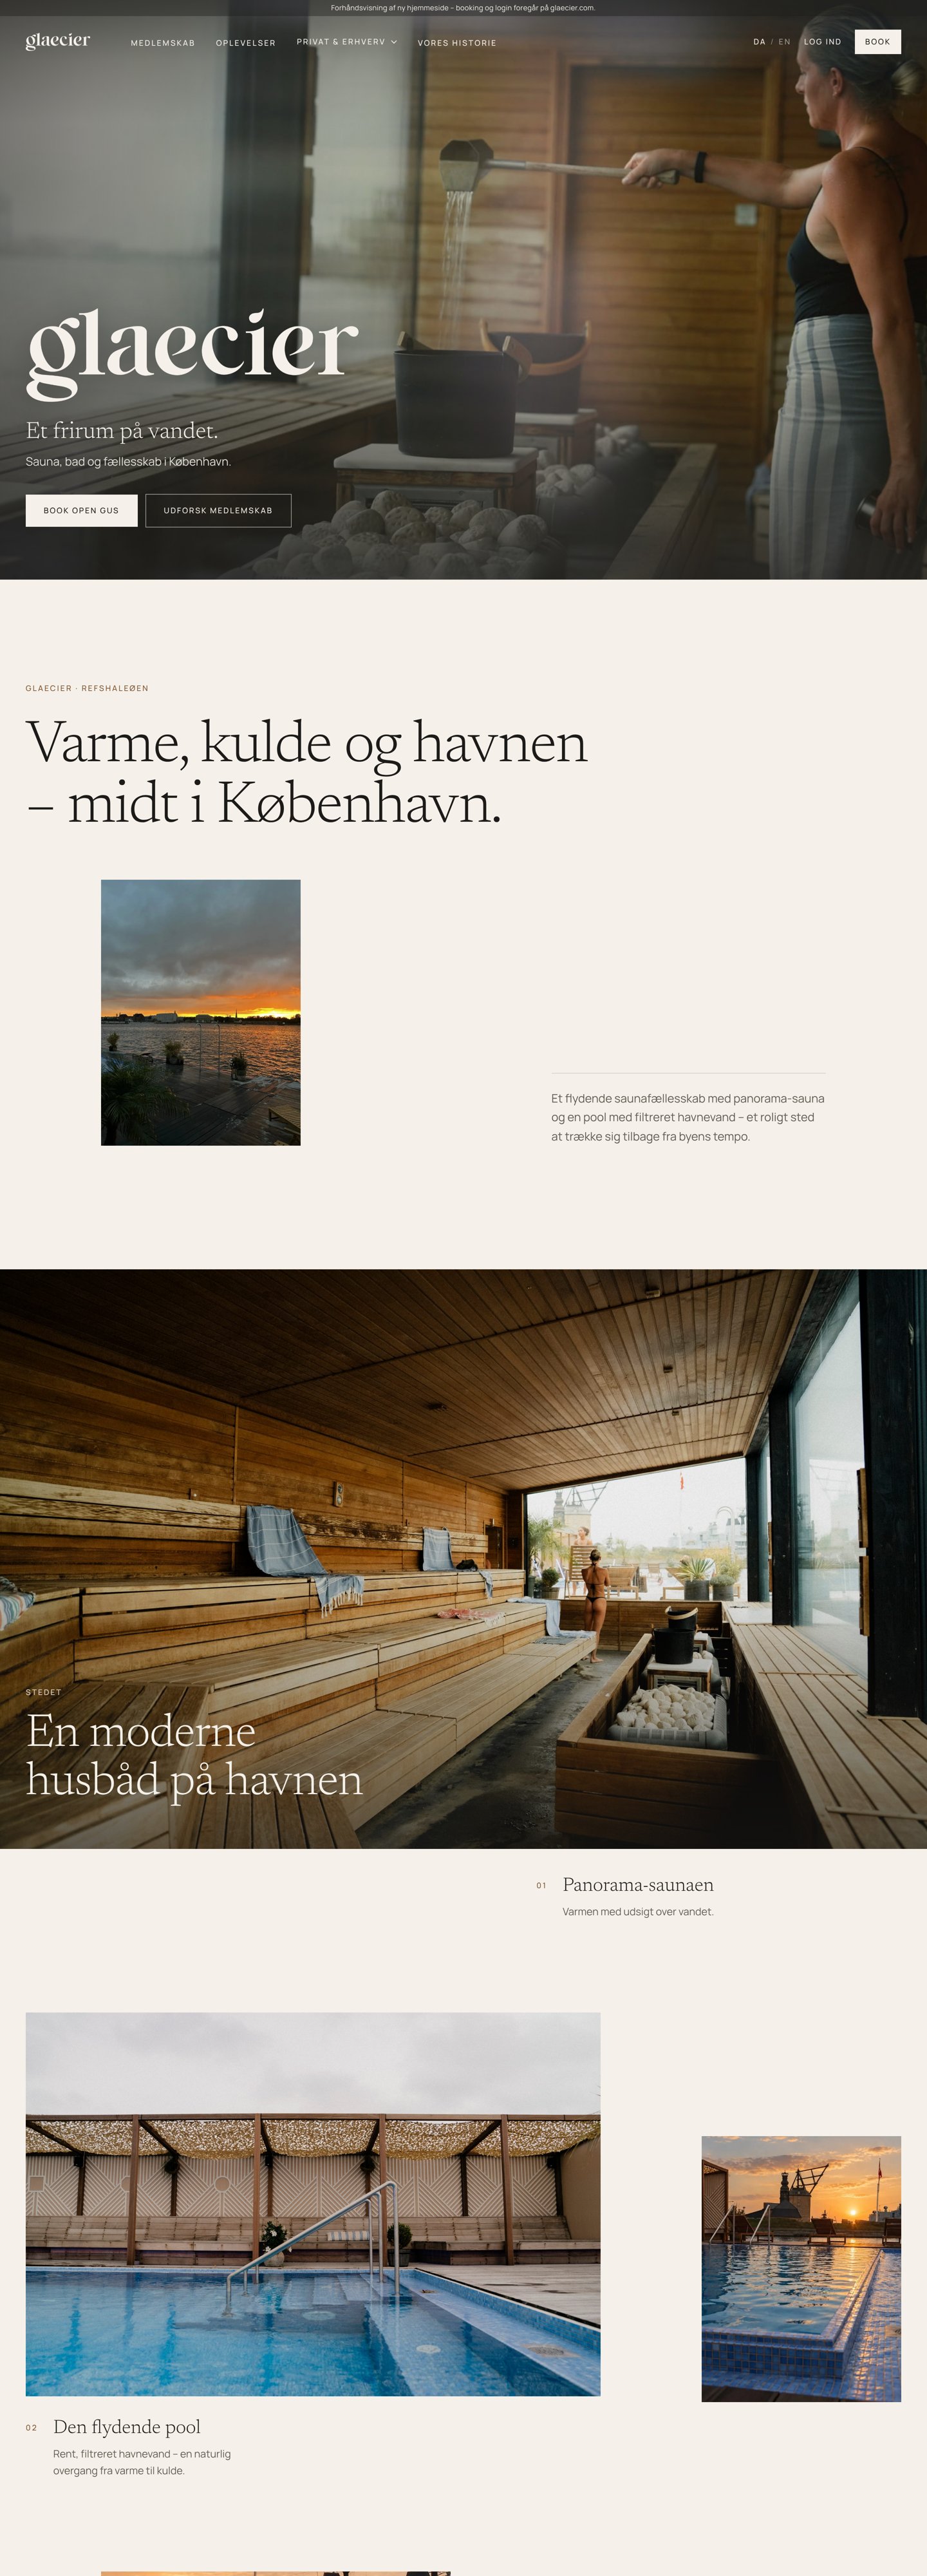 Forhåndsvisning af ny hjemmeside – booking og login foregår på glaecier.com.
glaecier MEDLEMSKAB OPLEVELSER PRIVAT & ERHVERV VORES HISTORIE DA / EN LOG IND BOOK
glaecier
Et frirum på vandet.
Sauna, bad og fællesskab i København.
BOOK OPEN GUS UDFORSK MEDLEMSKAB
GLAECIER · REFSHALEØEN
Varme, kulde og havnen
– midt i København.
Et flydende saunafællesskab med panorama-sauna
og en pool med filtreret havnevand – et roligt sted
at trække sig tilbage fra byens tempo.
STEDET
En moderne
husbåd på havnen
01 Panorama-saunaen
Varmen med udsigt over vandet.
02 Den flydende pool
Rent, filtreret havnevand – en naturlig
overgang fra varme til kulde.